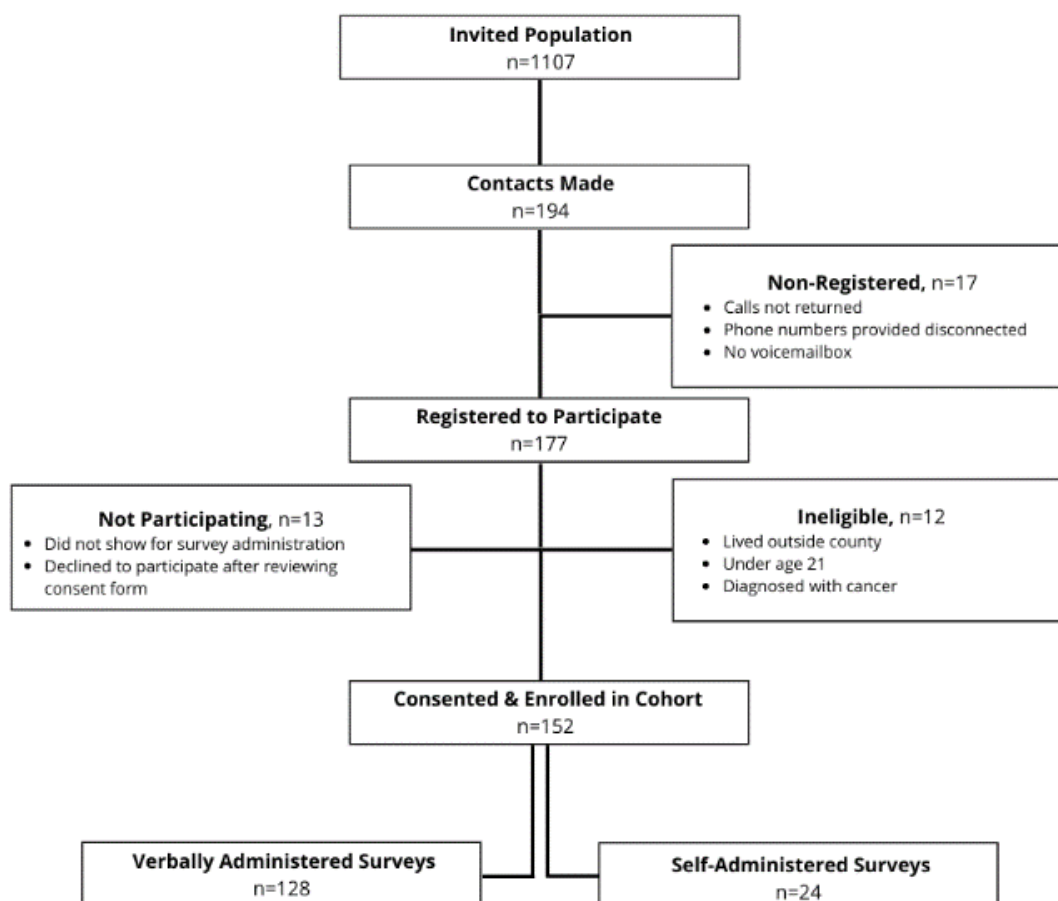 Invited Population
n=1107
Contacts Made
n=194
Non-Registered, n=17
• Calls not returned
• Phone numbers provided disconnected
• No voicemailbox
Registered to Participate
n=177
Not Participating, n=13
• Did not show for survey administration
• Declined to participate after reviewing
consent form
Ineligible, n=12
• Lived outside county
• Under age 21
• Diagnosed with cancer
Consented & Enrolled in Cohort
n=152
Verbally Administered Surveys
n=128
Self-Administered Surveys
n=24